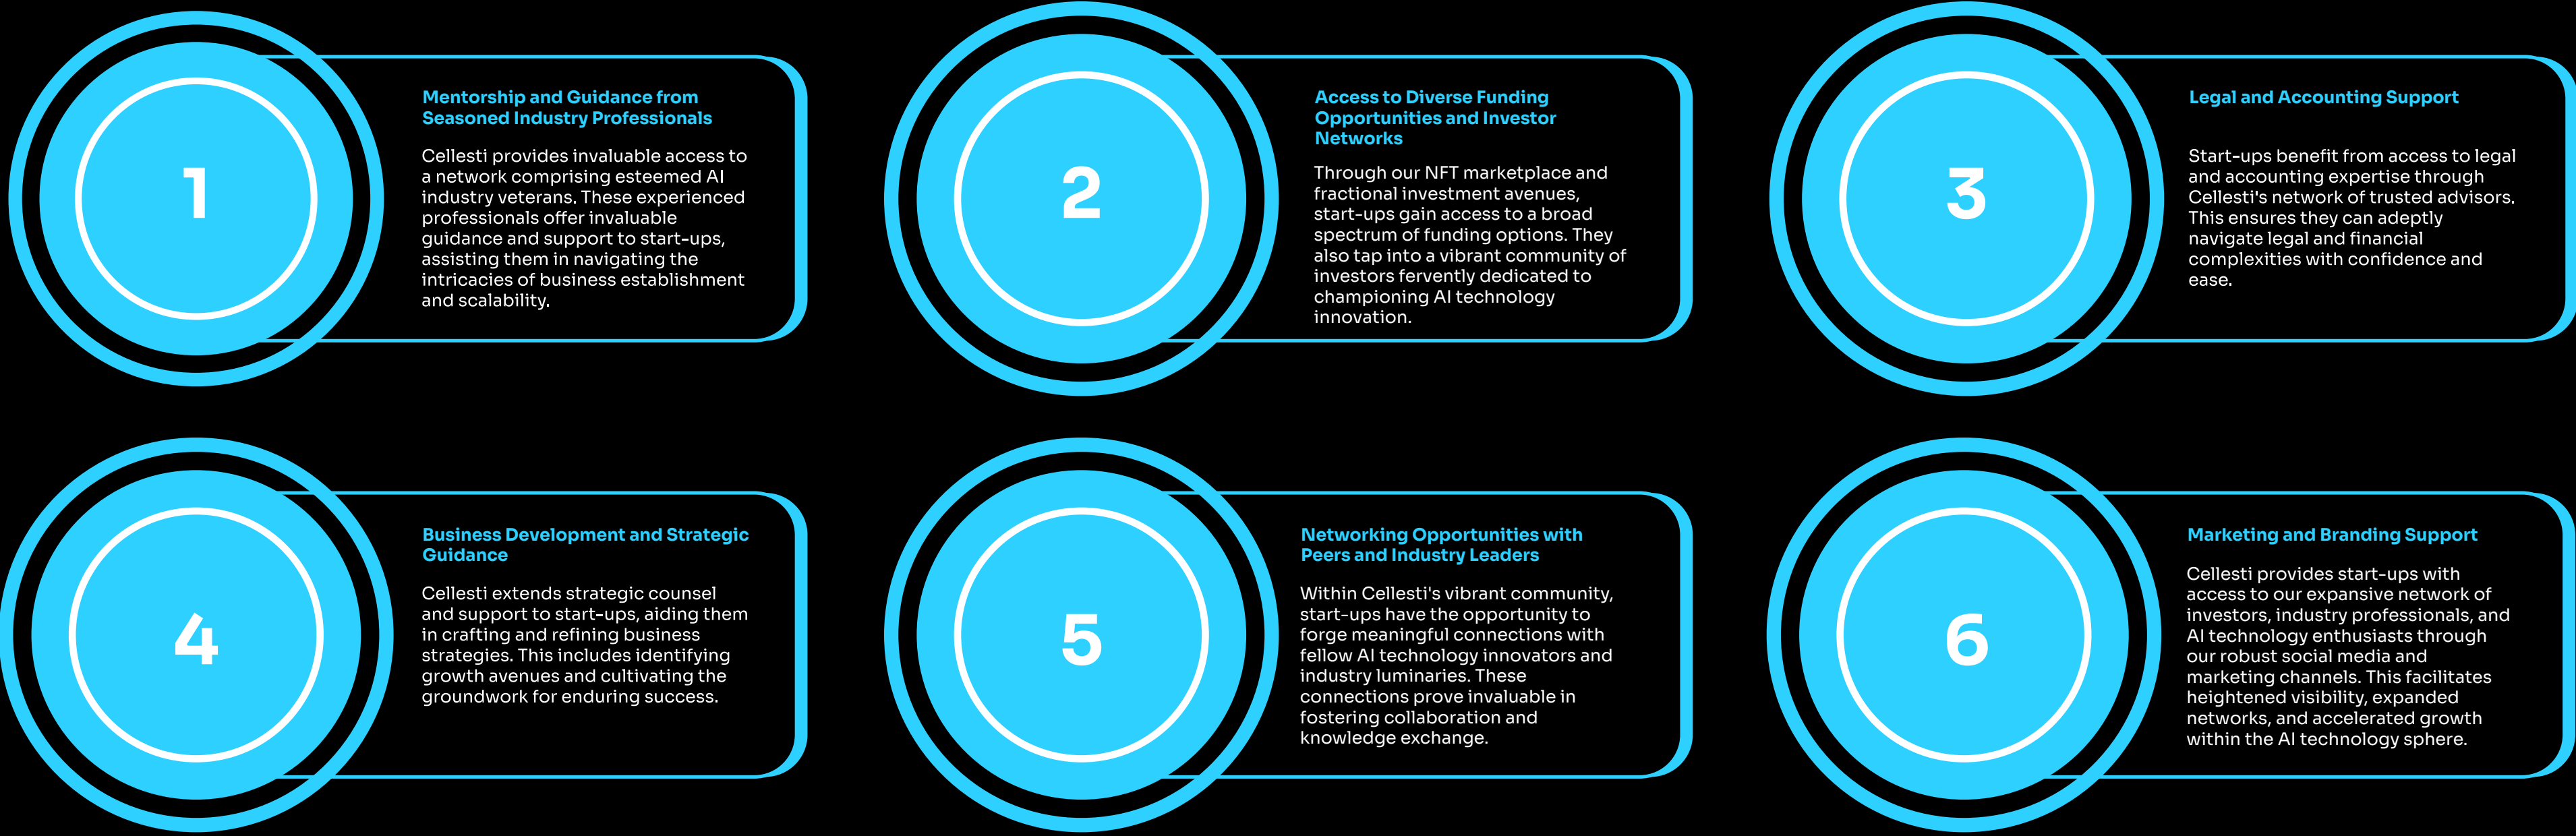 1
Mentorship and Guidance from
Seasoned Industry Professionals
Cellesti provides invaluable access to
a network comprising esteemed AI
industry veterans. These experienced
professionals offer invaluable
guidance and support to start-ups,
assisting them in navigating the
intricacies of business establishment
and scalability.
2
Access to Diverse Funding
Opportunities and Investor
Networks
Through our NFT marketplace and
fractional investment avenues,
start-ups gain access to a broad
spectrum of funding options. They
also tap into a vibrant community of
investors fervently dedicated to
championing AI technology
innovation.
3
Legal and Accounting Support
Start-ups benefit from access to legal
and accounting expertise through
Cellesti's network of trusted advisors.
This ensures they can adeptly
navigate legal and financial
complexities with confidence and
ease.
4
Business Development and Strategic
Guidance
Cellesti extends strategic counsel
and support to start-ups, aiding them
in crafting and refining business
strategies. This includes identifying
growth avenues and cultivating the
groundwork for enduring success.
5
Networking Opportunities with
Peers and Industry Leaders
Within Cellesti's vibrant community,
start-ups have the opportunity to
forge meaningful connections with
fellow AI technology innovators and
industry luminaries. These
connections prove invaluable in
fostering collaboration and
knowledge exchange.
6
Marketing and Branding Support
Cellesti provides start-ups with
access to our expansive network of
investors, industry professionals, and
AI technology enthusiasts through
our robust social media and
marketing channels. This facilitates
heightened visibility, expanded
networks, and accelerated growth
within the AI technology sphere.